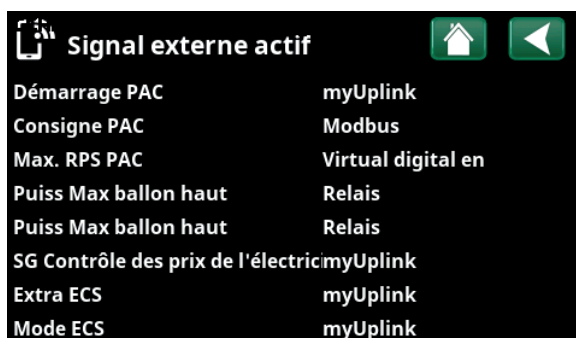 Signal externe actif
Démarrage PAC myUplink
Consigne PAC Modbus
Max. RPS PAC Virtual digital en
Puiss Max ballon haut Relais
Puiss Max ballon haut Relais
SG Contrôle des prix de l'électrici myUplink
Extra ECS myUplink
Mode ECS myUplink